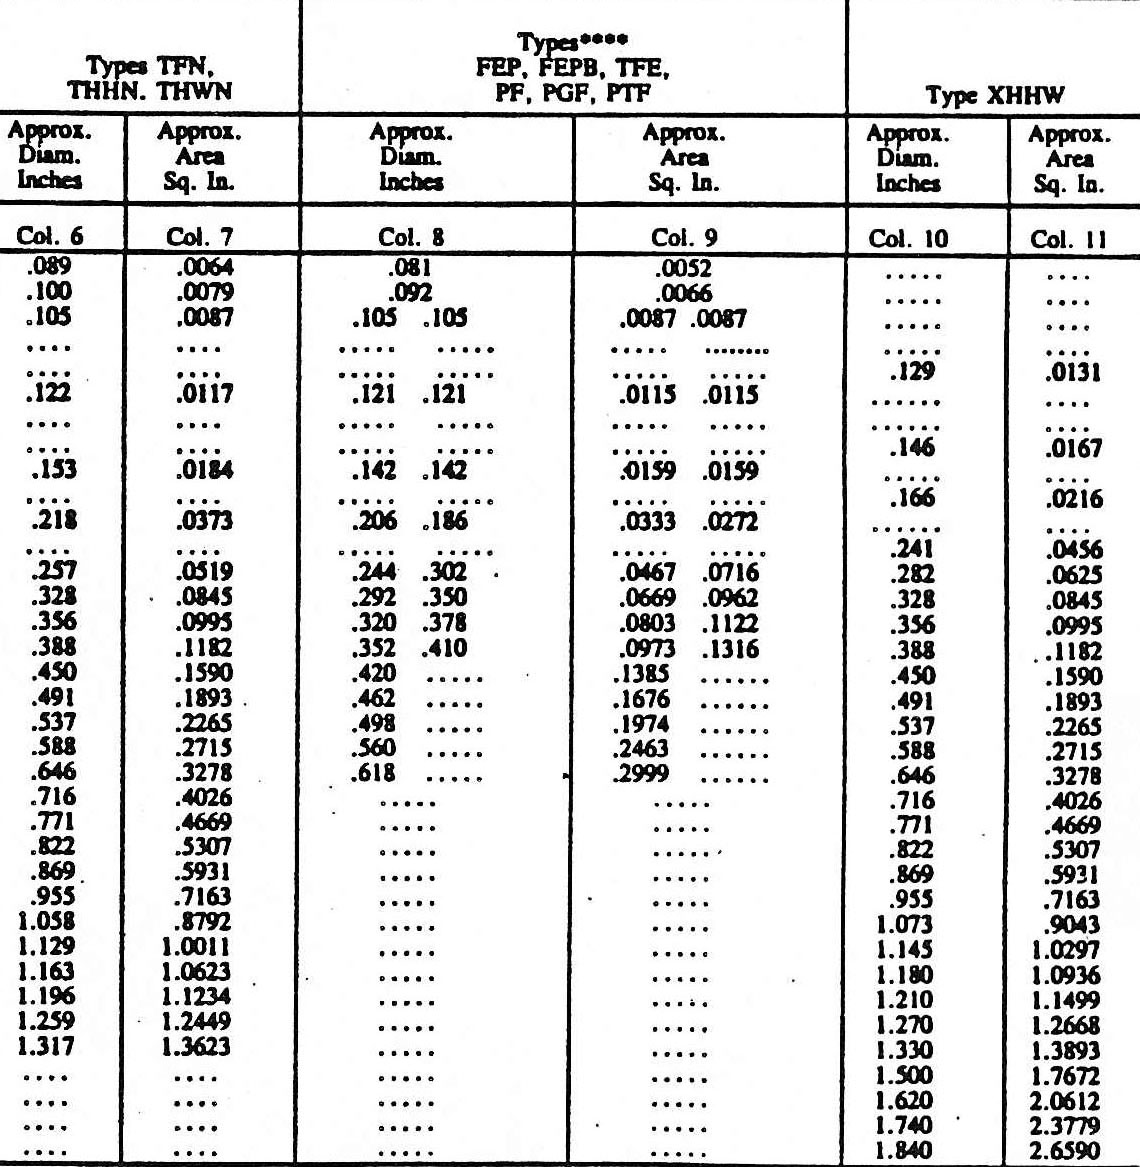 Types TFN, THHN. THWN | Types**** FEP, FEPB, TFE, PF, PGF, PTF | Type XHHW
Approx. Diam. Inches | Approx. Area Sq. In. | Approx. Diam. Inches | Approx. Area Sq. In. | Approx. Diam. Inches | Approx. Area Sq. In.
Col. 6 | Col. 7 | Col. 8 | Col. 9 | Col. 10 | Col. 11
.089 | .0064 | .081 | .0052 | ..... | ....
.100 | .0079 | .092 | .0066 | ..... | ....
.105 | .0087 | .105 .105 | .0087 .0087 | ..... | ....
.... | .... | ..... ..... | ..... ........ | ..... | ....
.... | .... | ..... ..... | ..... ..... | .129 | .0131
.122 | .0117 | .121 .121 | .0115 .0115 | ...... | ....
.... | .... | ..... ..... | ..... ..... | ...... | ....
.... | .... | ..... ..... | ..... ..... | .146 | .0167
.153 | .0184 | .142 .142 | .0159 .0159 | ..... | ....
.... | .... | ..... ..... | ..... ..... | .166 | .0216
.218 | .0373 | .206 .186 | .0333 .0272 | ...... | ....
.... | .... | ..... ..... | ..... ..... | .241 | .0456
.257 | .0519 | .244 .302 | .0467 .0716 | .282 | .0625
.328 | .0845 | .292 .350 | .0669 .0962 | .328 | .0845
.356 | .0995 | .320 .378 | .0803 .1122 | .356 | .0995
.388 | .1182 | .352 .410 | .0973 .1316 | .388 | .1182
.450 | .1590 | .420 ..... | .1385 ...... | .450 | .1590
.491 | .1893 | .462 ..... | .1676 ...... | .491 | .1893
.537 | .2265 | .498 ..... | .1974 ...... | .537 | .2265
.588 | .2715 | .560 ..... | .2463 ...... | .588 | .2715
.646 | .3278 | .618 ..... | .2999 ...... | .646 | .3278
.716 | .4026 | ..... | ..... | .716 | .4026
.771 | .4669 | ..... | ..... | .771 | .4669
.822 | .5307 | ..... | ..... | .822 | .5307
.869 | .5931 | ..... | ..... | .869 | .5931
.955 | .7163 | ..... | ..... | .955 | .7163
1.058 | .8792 | ..... | ..... | 1.073 | .9043
1.129 | 1.0011 | ..... | ..... | 1.145 | 1.0297
1.163 | 1.0623 | ..... | ..... | 1.180 | 1.0936
1.196 | 1.1234 | ..... | ..... | 1.210 | 1.1499
1.259 | 1.2449 | ..... | ..... | 1.270 | 1.2668
1.317 | 1.3623 | ..... | ..... | 1.330 | 1.3893
.... | .... | ..... | ..... | 1.500 | 1.7672
.... | .... | ..... | ..... | 1.620 | 2.0612
.... | .... | ..... | ..... | 1.740 | 2.3779
.... | .... | ..... | ..... | 1.840 | 2.6590